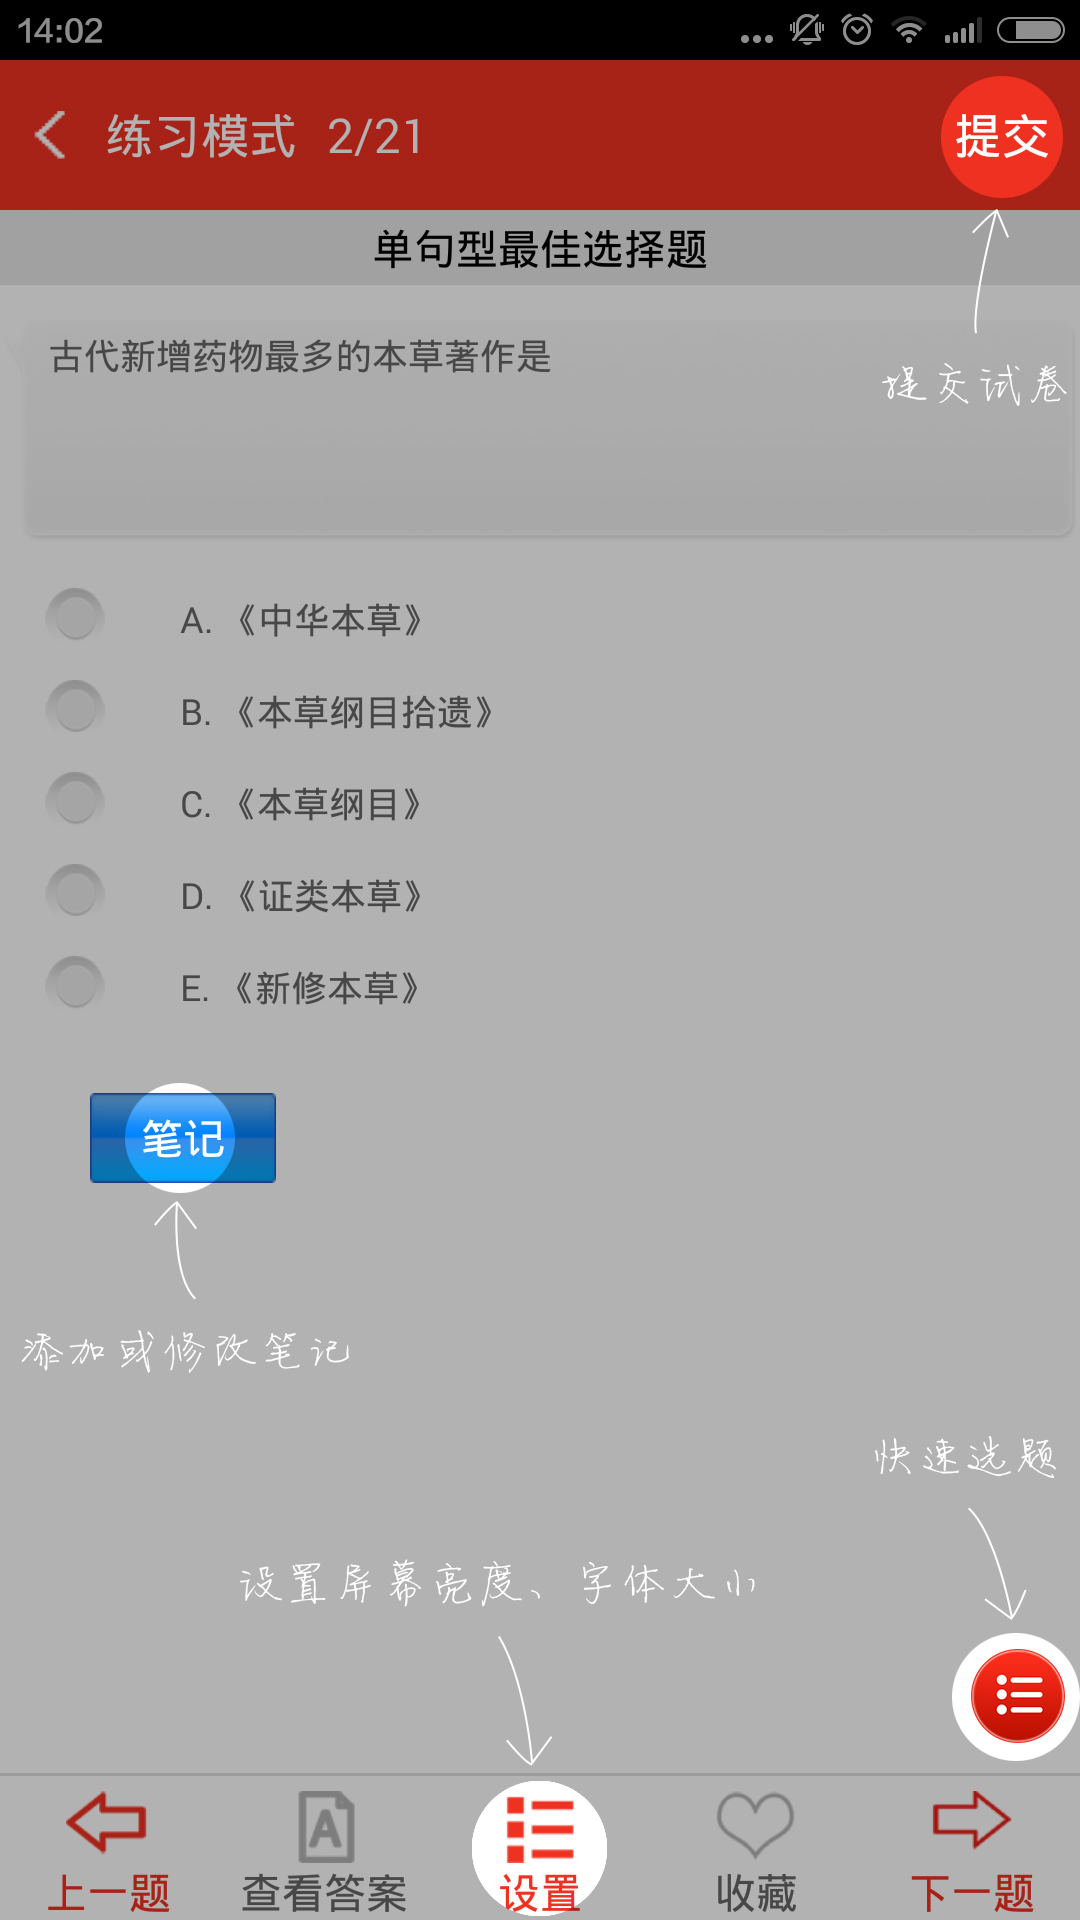 14:02
练习模式 2/21
提交
单句型最佳选择题
古代新增药物最多的本草著作是
提交试卷
A. 《中华本草》
B. 《本草纲目拾遗》
C. 《本草纲目》
D. 《证类本草》
E. 《新修本草》
笔记
添加或修改笔记
快速选题
设置屏幕亮度、字体大小
上一题
查看答案
设置
收藏
下一题